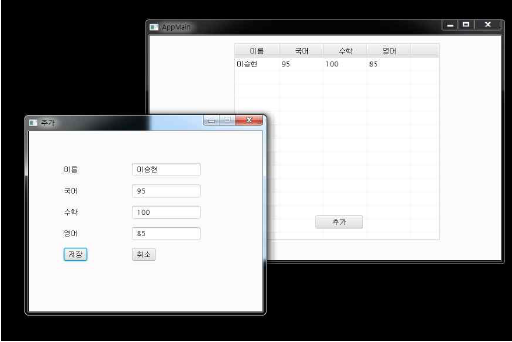 AppMain
이름 국어 수학 영어
이승현 95 100 85
추가
추가
이름 이승현
국어 95
수학 100
영어 85
저장 취소